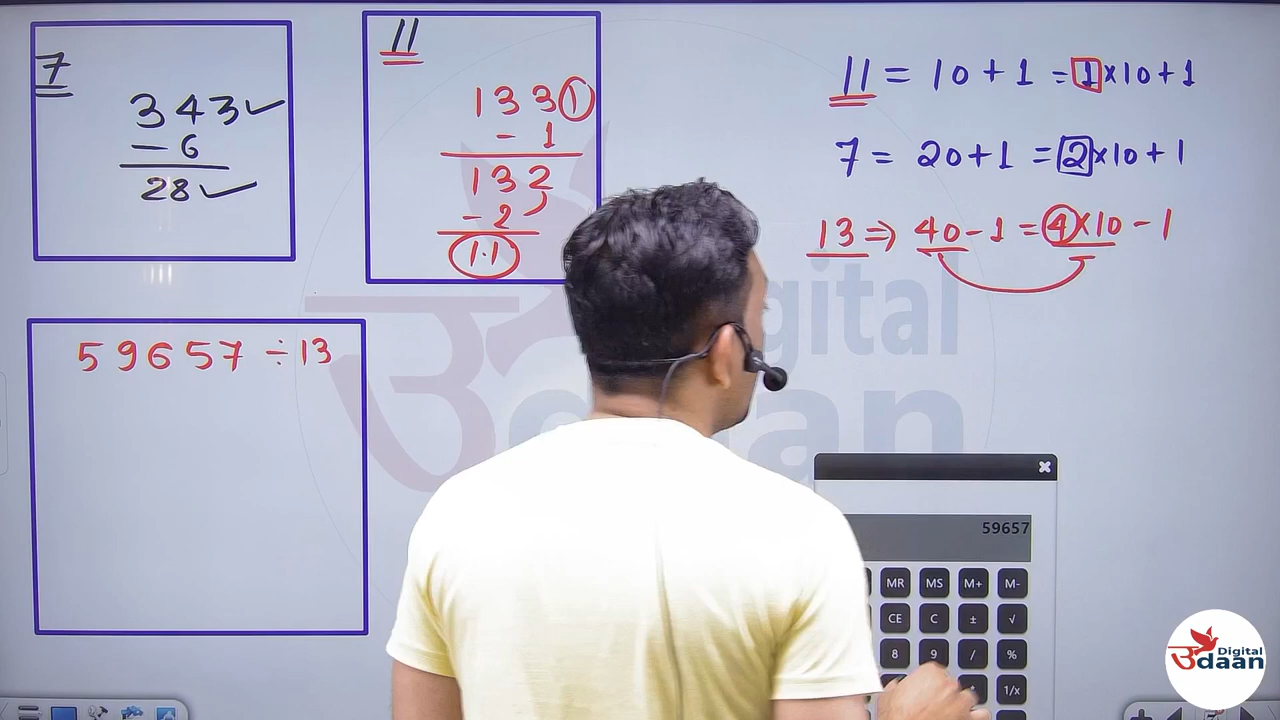 7
343
- 6
28
11
1331
- 1
132
- 2
11
11 = 10 + 1 = 1 × 10 + 1
7 = 20 + 1 = 2 × 10 + 1
13 ⇒ 40 - 1 = 4 × 10 - 1
59657 ÷ 13
59657
MR MS M+ M-
CE C ± √
8 9 / %
1/x
Digital
उdaan